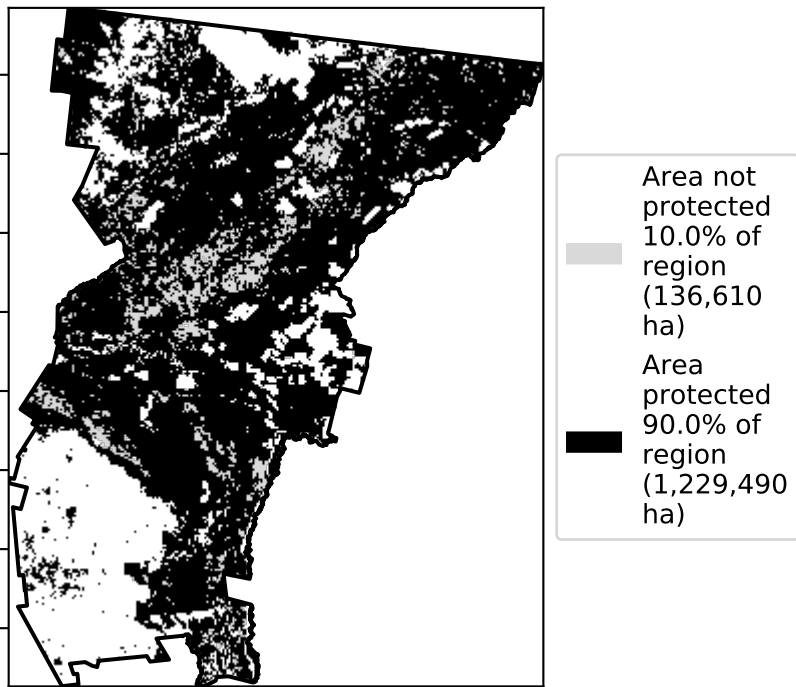 Area not
protected
10.0% of
region
(136,610
ha)
Area
protected
90.0% of
region
(1,229,490
ha)